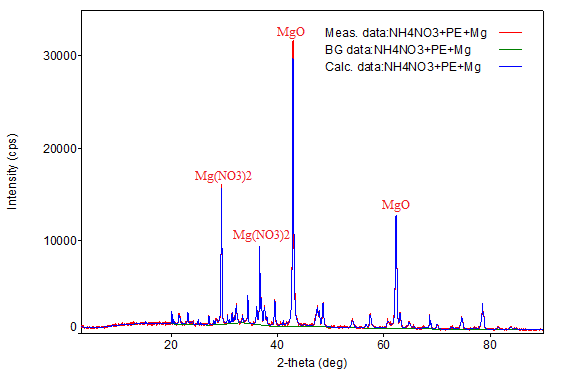 MgO
Meas. data:NH4NO3+PE+Mg
BG data:NH4NO3+PE+Mg
Calc. data:NH4NO3+PE+Mg
30000
20000
Mg(NO3)2
Mg(NO3)2
MgO
10000
0
Intensity (cps)
20
40
60
80
2-theta (deg)